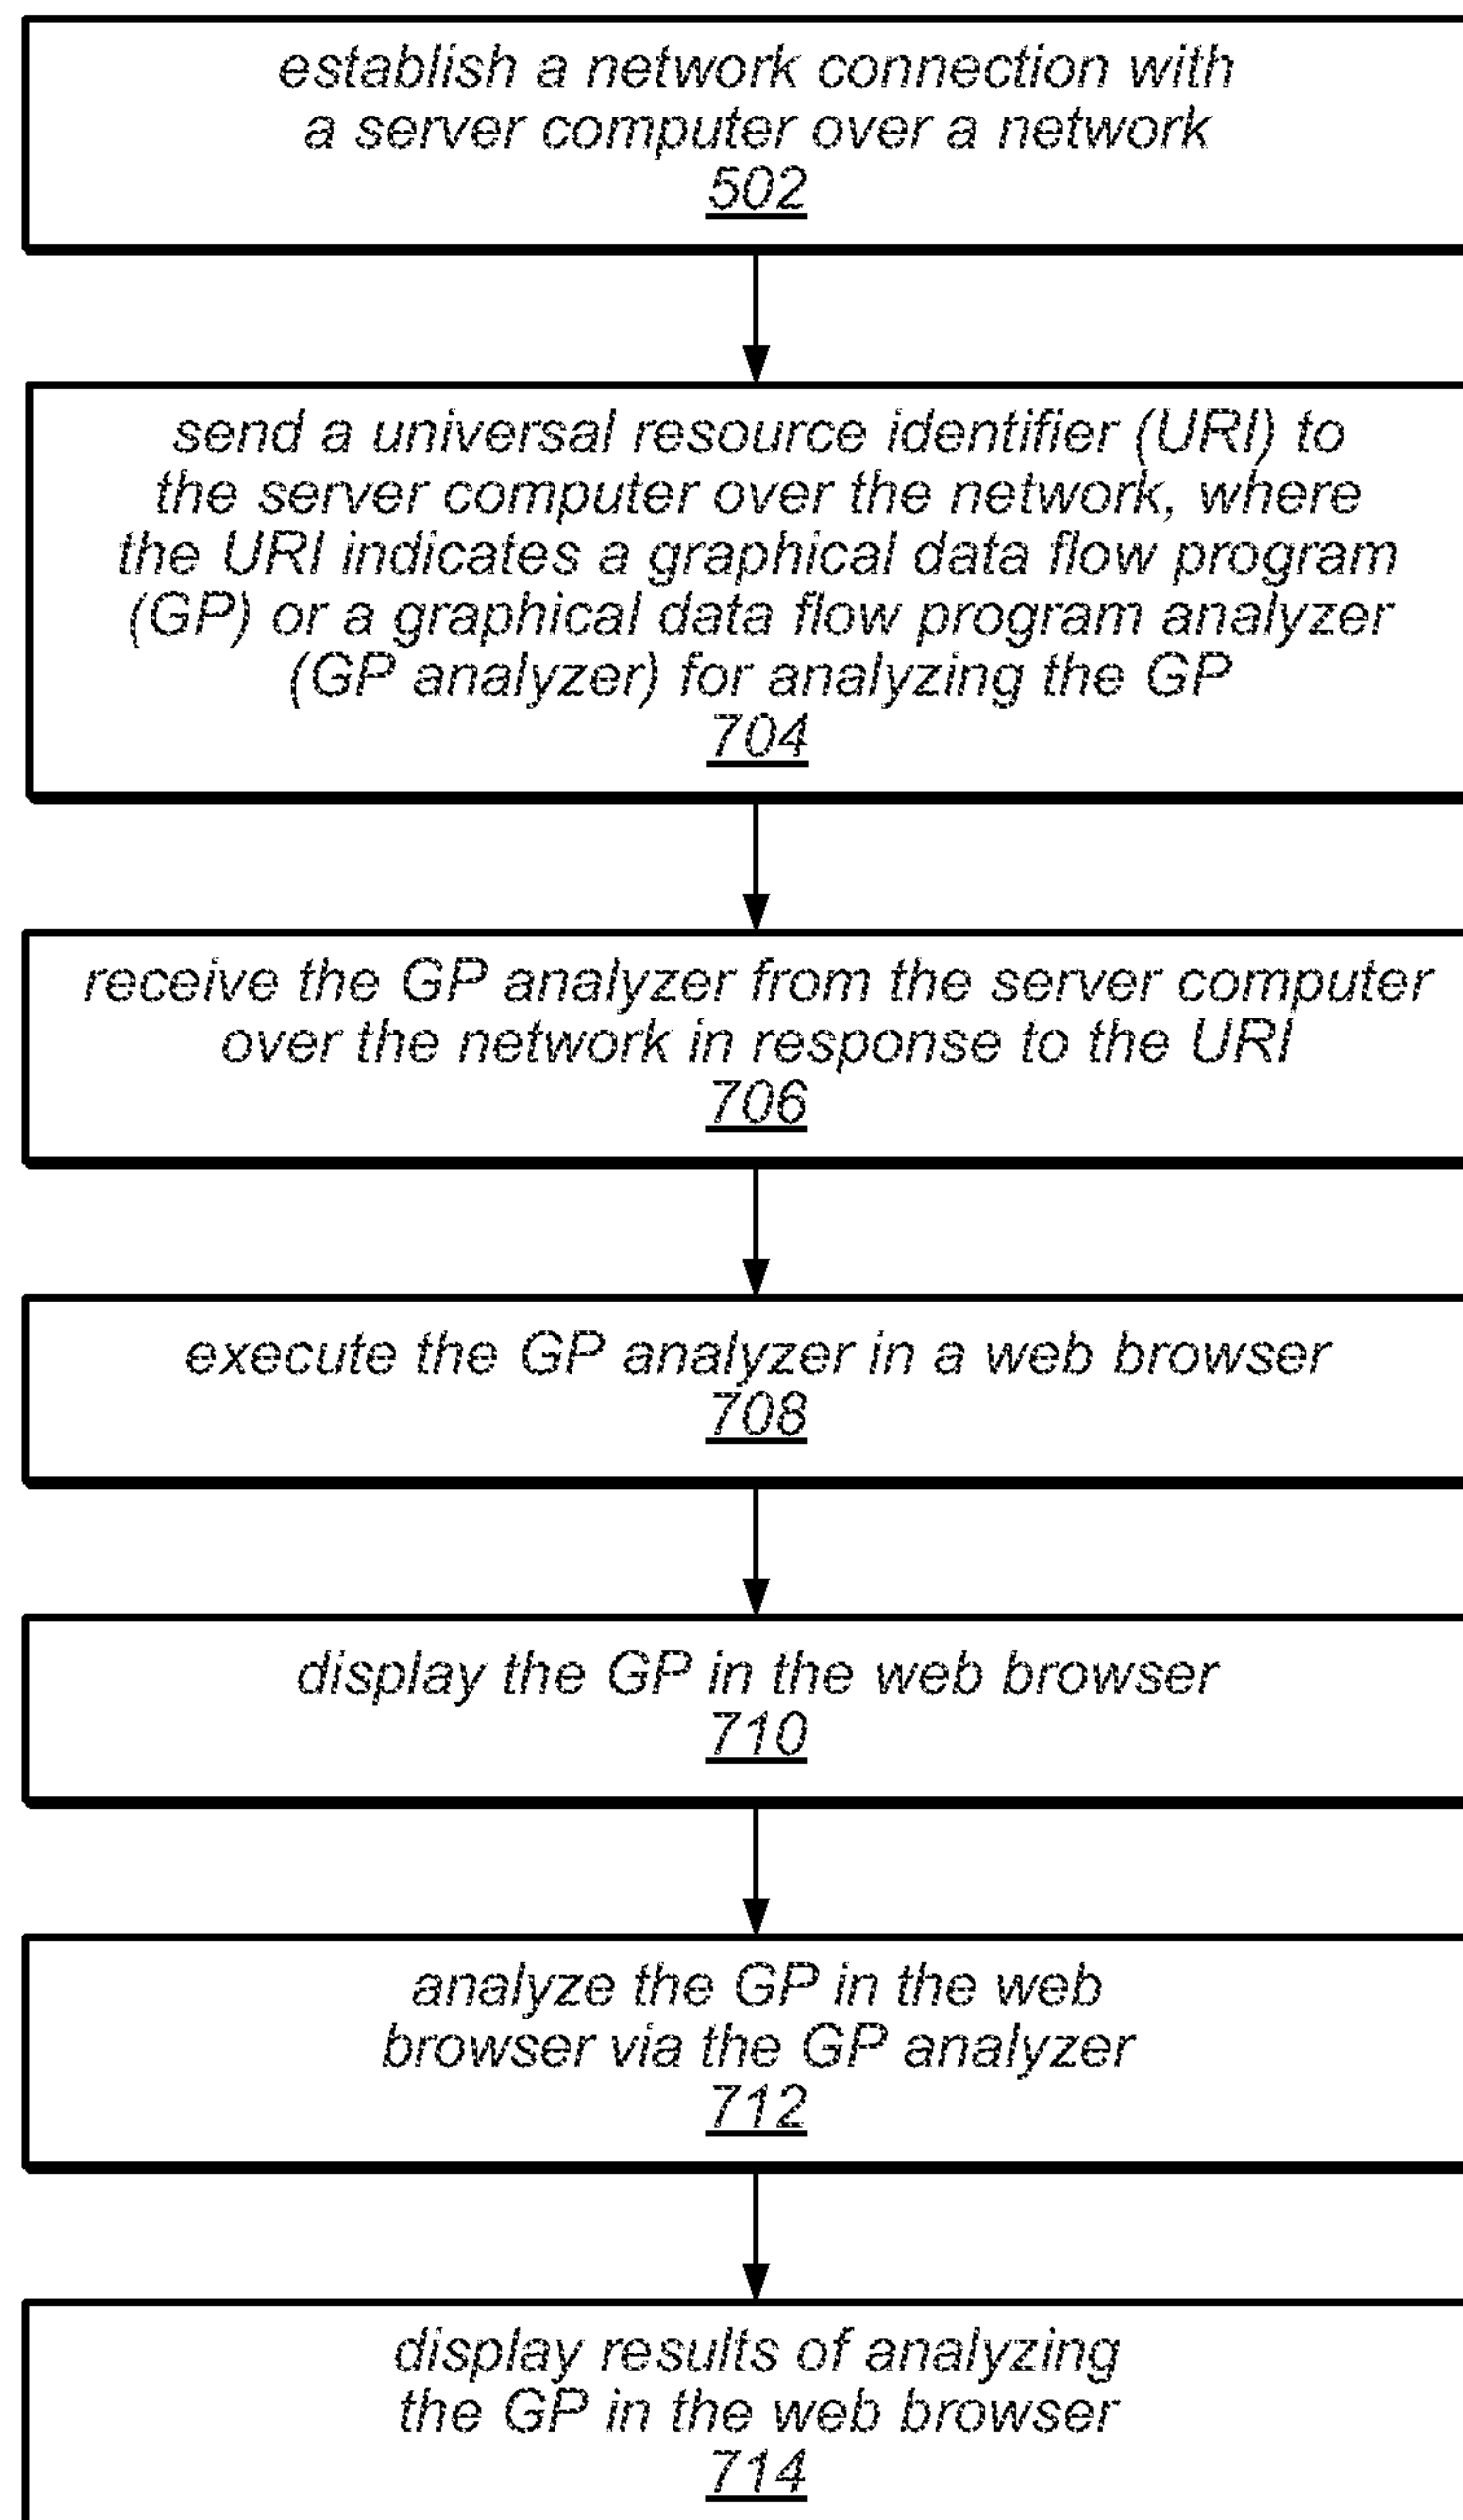 establish a network connection with
a server computer over a network
502
send a universal resource identifier (URI) to
the server computer over the network, where
the URI indicates a graphical data flow program
(GP) or a graphical data flow program analyzer
(GP analyzer) for analyzing the GP
704
receive the GP analyzer from the server computer
over the network in response to the URI
706
execute the GP analyzer in a web browser
708
display the GP in the web browser
710
analyze the GP in the web
browser via the GP analyzer
712
display results of analyzing
the GP in the web browser
714